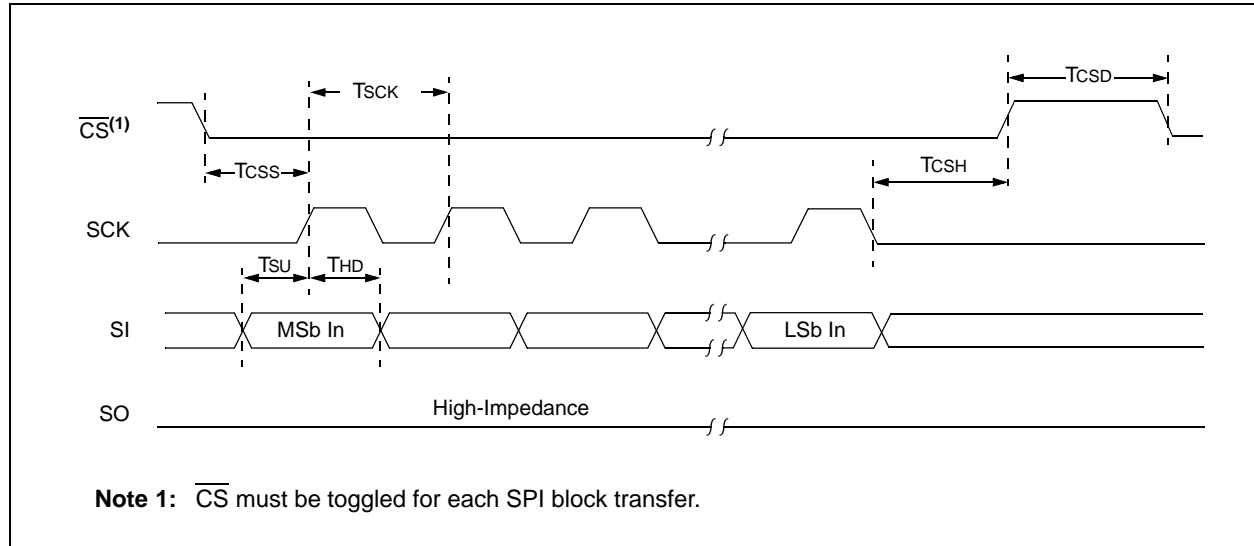 TSCK
TCSD
CS(1)
TCSS
TCSH
SCK
TSU
THD
SI
MSb In
LSb In
SO
High-Impedance
Note 1: CS must be toggled for each SPI block transfer.